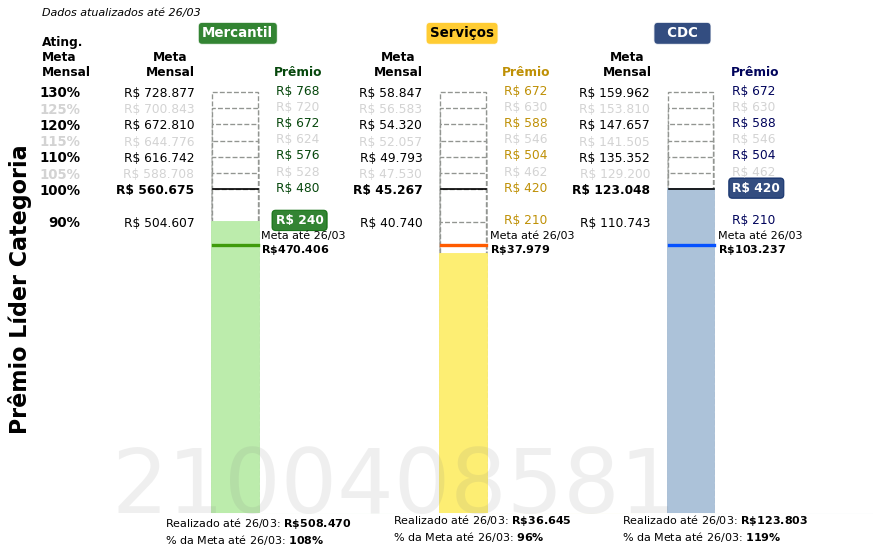 Dados atualizados até 26/03
Mercantil Serviços CDC
Ating. Meta Mensal Meta Mensal Prêmio Meta Mensal Prêmio Meta Mensal Prêmio
130% R$ 728.877 R$ 768 R$ 58.847 R$ 672 R$ 159.962 R$ 672
125% R$ 700.843 R$ 720 R$ 56.583 R$ 630 R$ 153.810 R$ 630
120% R$ 672.810 R$ 672 R$ 54.320 R$ 588 R$ 147.657 R$ 588
115% R$ 644.776 R$ 624 R$ 52.057 R$ 546 R$ 141.505 R$ 546
110% R$ 616.742 R$ 576 R$ 49.793 R$ 504 R$ 135.352 R$ 504
105% R$ 588.708 R$ 528 R$ 47.530 R$ 462 R$ 129.200 R$ 462
100% R$ 560.675 R$ 480 R$ 45.267 R$ 420 R$ 123.048 R$ 420
90% R$ 504.607 R$ 240 R$ 40.740 R$ 210 R$ 110.743 R$ 210
Meta até 26/03 Meta até 26/03 Meta até 26/03
R$470.406 R$37.979 R$103.237
Prêmio Líder Categoria
2100408581
Realizado até 26/03: R$508.470 Realizado até 26/03: R$36.645 Realizado até 26/03: R$123.803
% da Meta até 26/03: 108% % da Meta até 26/03: 96% % da Meta até 26/03: 119%